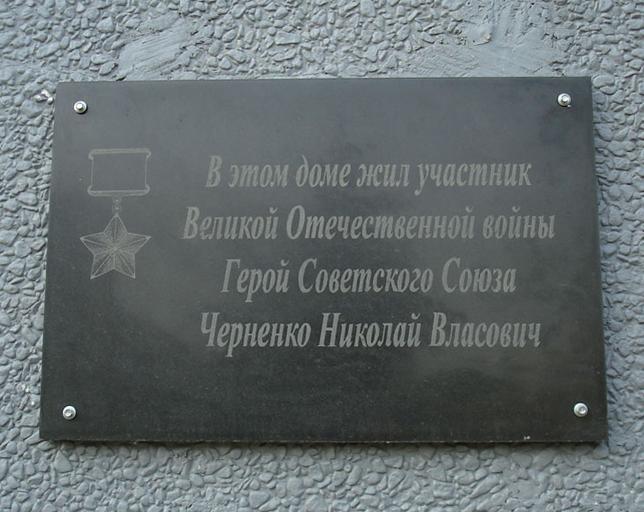 В этом доме жил участник
Великой Отечественной войны
Герой Советского Союза
Черненко Николай Власович